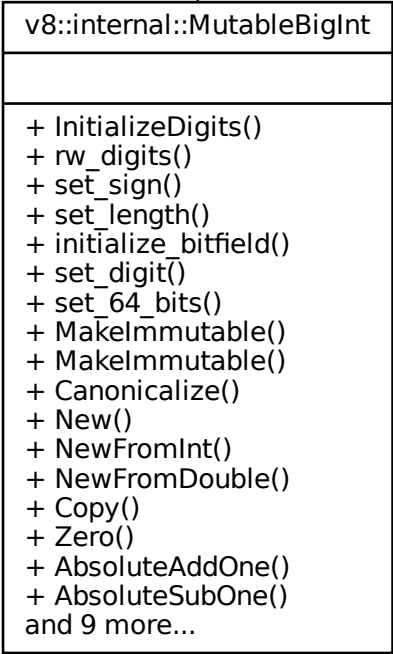 v8::internal::MutableBigInt
+ InitializeDigits()
+ rw_digits()
+ set_sign()
+ set_length()
+ initialize_bitfield()
+ set_digit()
+ set_64_bits()
+ MakeImmutable()
+ MakeImmutable()
+ Canonicalize()
+ New()
+ NewFromInt()
+ NewFromDouble()
+ Copy()
+ Zero()
+ AbsoluteAddOne()
+ AbsoluteSubOne()
and 9 more...